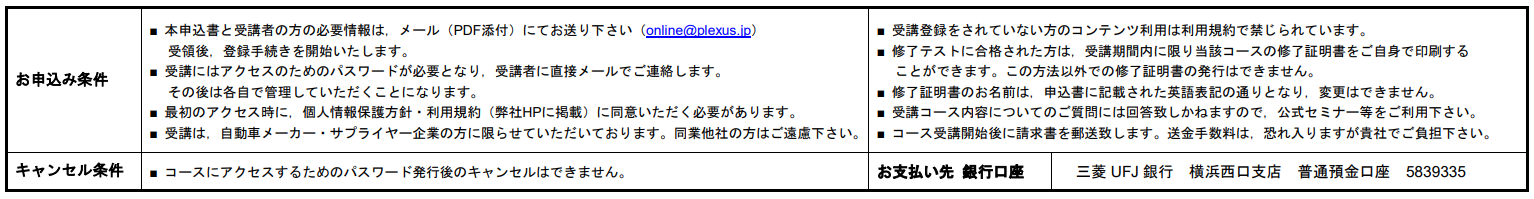 お申込み条件
■ 本申込書と受講者の方の必要情報は，メール（PDF添付）にてお送り下さい（online@plexus.jp）
受領後，登録手続きを開始いたします。
■ 受講にはアクセスのためのパスワードが必要となり，受講者に直接メールでご連絡します。
その後は各自で管理していただくことになります。
■ 最初のアクセス時に，個人情報保護方針・利用規約（弊社HPに掲載）に同意いただく必要があります。
■ 受講は，自動車メーカー・サプライヤー企業の方に限らせていただいております。同業他社の方はご遠慮下さい。
■ 受講登録をされていない方のコンテンツ利用は利用規約で禁じられています。
■ 修了テストに合格された方は，受講期間内に限り当該コースの修了証明書をご自身で印刷する
ことができます。この方法以外での修了証明書の発行はできません。
■ 修了証明書のお名前は，申込書に記載された英語表記の通りとなり，変更はできません。
■ 受講コース内容についてのご質問には回答致しかねますので，公式セミナー等をご利用下さい。
■ コース受講開始後に請求書を郵送致します。送金手数料は，恐れ入りますが貴社でご負担下さい。
キャンセル条件
■ コースにアクセスするためのパスワード発行後のキャンセルはできません。
お支払い先 銀行口座
三菱 UFJ 銀行　横浜西口支店　普通預金口座　5839335